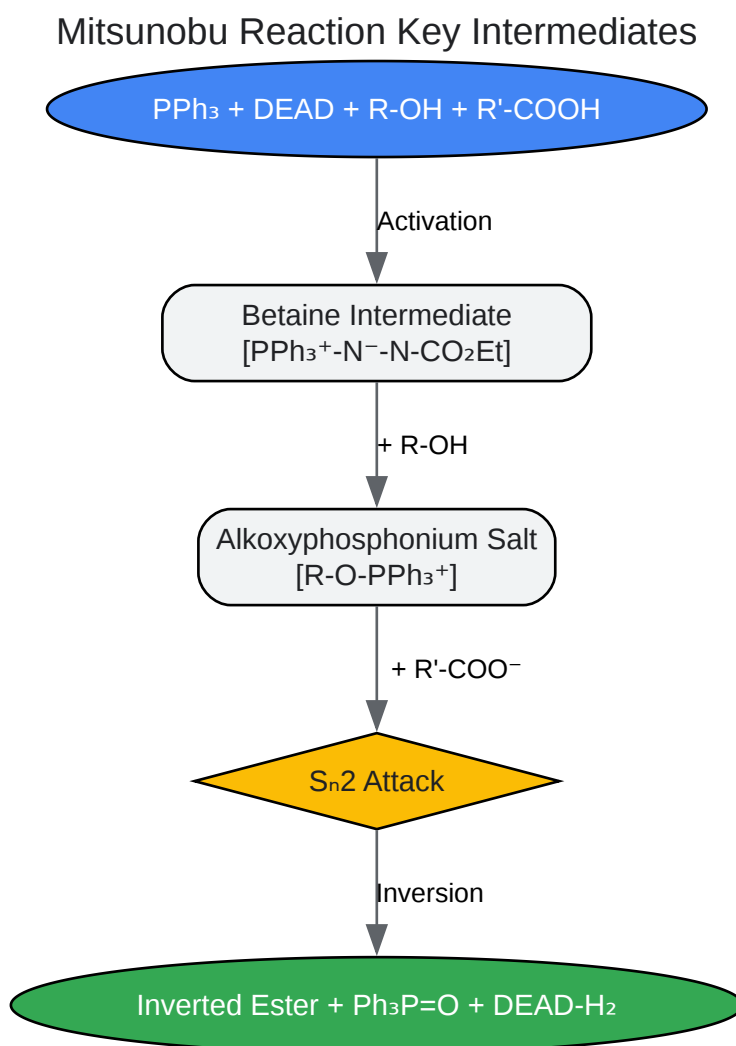 Mitsunobu Reaction Key Intermediates
PPh₃ + DEAD + R-OH + R'-COOH
Activation
Betaine Intermediate
[PPh₃⁺-N⁻-N-CO₂Et]
+ R-OH
Alkoxyphosphonium Salt
[R-O-PPh₃⁺]
+ R'-COO⁻
Sₙ2 Attack
Inversion
Inverted Ester + Ph₃P=O + DEAD-H₂